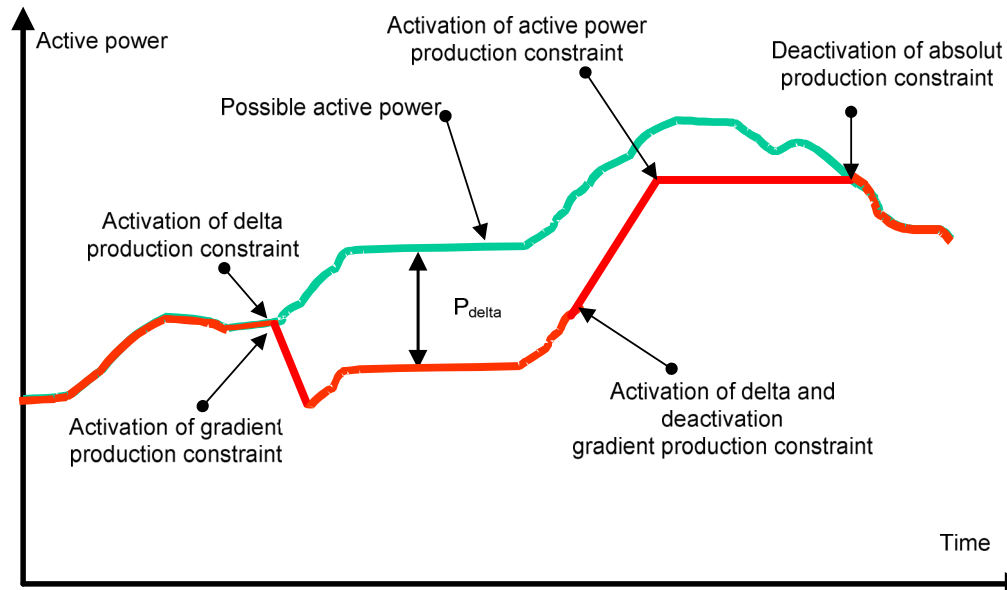 Active power
Activation of active power
production constraint
Deactivation of absolut
production constraint
Possible active power
Activation of delta
production constraint
P delta
Activation of gradient
production constraint
Activation of delta and
deactivation
gradient production constraint
Time